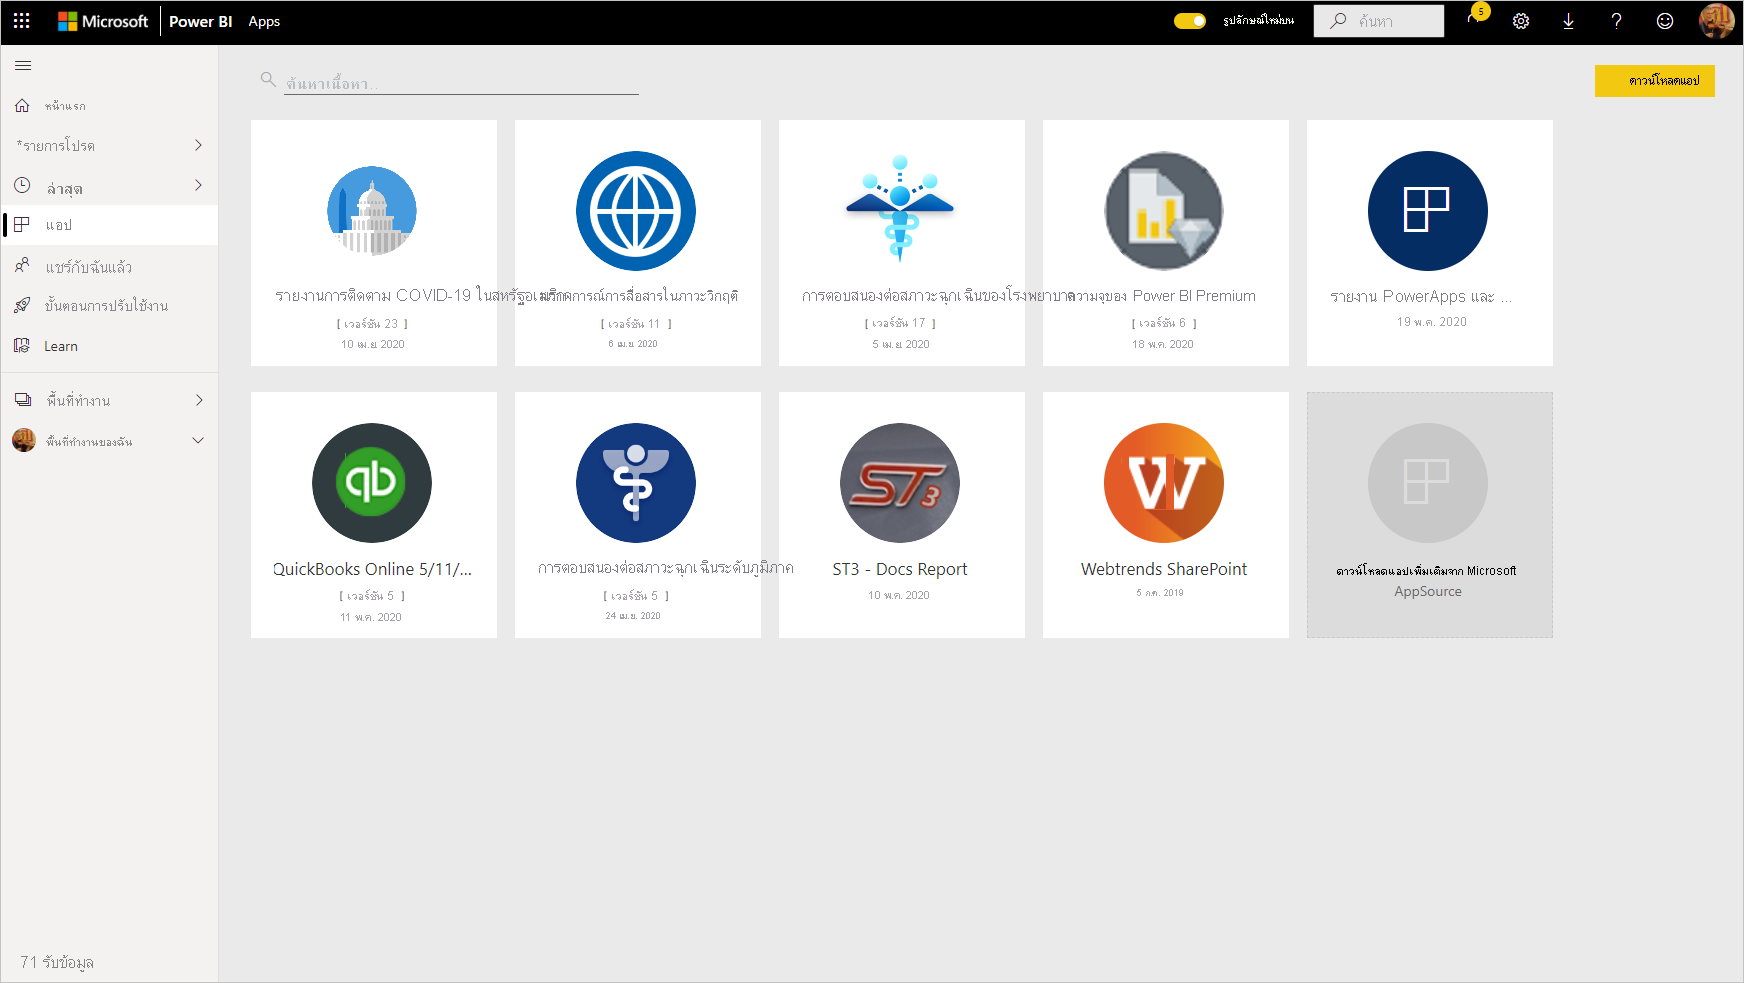 Microsoft Power BI Apps
รูปลักษณ์ใหม่บน
ค้นหา
5
หน้าแรก
*รายการโปรด
ล่าสุด
แอป
แชร์กับฉันแล้ว
ขั้นตอนการปรับใช้งาน
Learn
พื้นที่ทำงาน
พื้นที่ทำงานของฉัน
71 รับข้อมูล
ค้นหาเนื้อหา..
ดาวน์โหลดแอป
รายงานการติดตาม COVID-19 ในสหรัฐอเมริกา
[ เวอร์ชัน 23 ]
10 เม.ย 2020
การณ์การสื่อสารในภาวะวิกฤติ
[ เวอร์ชัน 11 ]
6 เม.ย 2020
การตอบสนองต่อสภาวะฉุกเฉินของโรงพยาบาล
[ เวอร์ชัน 17 ]
5 เม.ย 2020
ความจุของ Power BI Premium
[ เวอร์ชัน 6 ]
18 พ.ค. 2020
รายงาน PowerApps และ ...
19 พ.ค. 2020
qb
QuickBooks Online 5/11/...
[ เวอร์ชัน 5 ]
11 พ.ค. 2020
การตอบสนองต่อสภาวะฉุกเฉินระดับภูมิภาค
[ เวอร์ชัน 5 ]
24 เม.ย. 2020
ST3
ST3 - Docs Report
10 พ.ค. 2020
W
Webtrends SharePoint
5 ก.ค. 2019
ดาวน์โหลดแอปเพิ่มเติมจาก Microsoft
AppSource